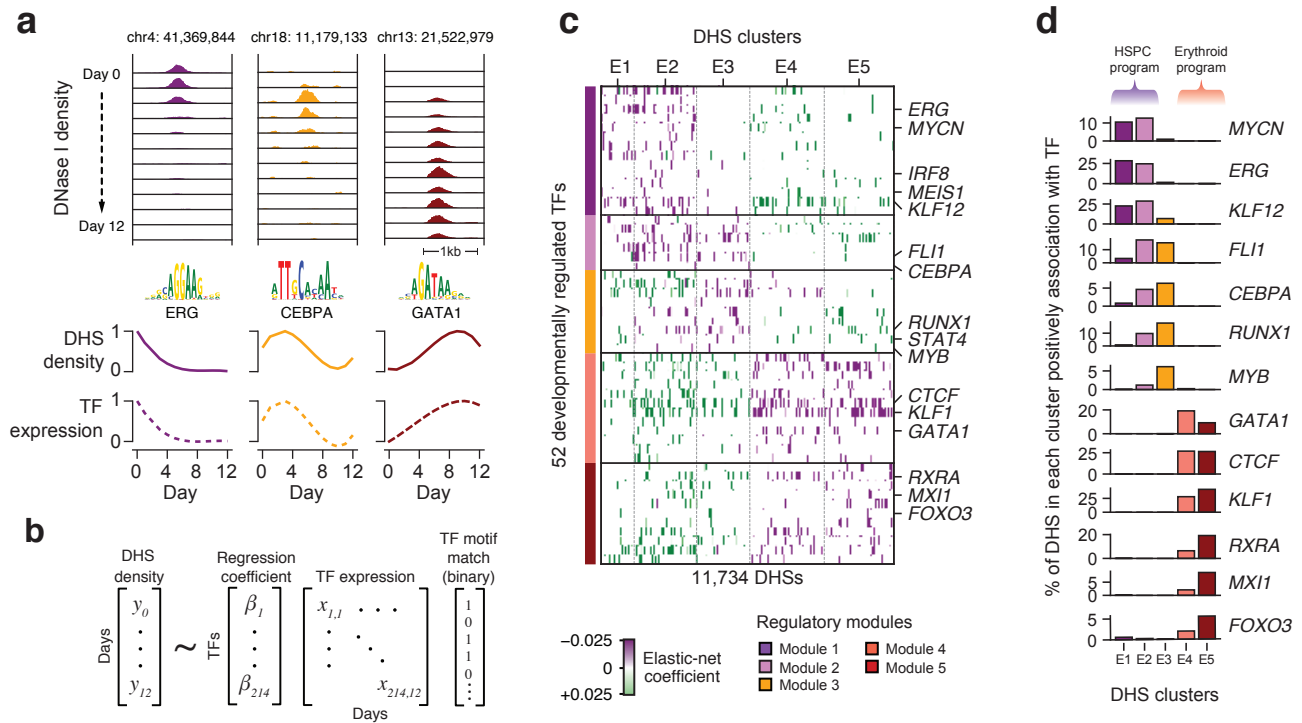 a
chr4: 41,369,844
chr18: 11,179,133
chr13: 21,522,979
Day 0
Day 12
DNase I density
1kb
ERG
CEBPA
GATA1
DHS
density
1
0
TF
expression
1
0
0 4 8 12
0 4 8 12
0 4 8 12
Day
Day
Day
b
DHS
density
Regression
coefficient
TF expression
TF motif
match
(binary)
Days
y0
y12
~
TFs
β1
β214
x1,1
x214,12
Days
1
0
1
1
0
c
DHS clusters
E1 E2 E3 E4 E5
52 developmentally regulated TFs
ERG
MYCN
IRF8
MEIS1
KLF12
FLI1
CEBPA
RUNX1
STAT4
MYB
CTCF
KLF1
GATA1
RXRA
MXI1
FOXO3
11,734 DHSs
−0.025
0
+0.025
Elastic-net
coefficient
Regulatory modules
Module 1
Module 2
Module 3
Module 4
Module 5
d
HSPC
program
Erythroid
program
% of DHS in each cluster positively association with TF
10
0
MYCN
25
0
ERG
25
0
KLF12
10
0
FLI1
5
0
CEBPA
10
0
RUNX1
5
0
MYB
20
0
GATA1
25
0
CTCF
25
0
KLF1
20
0
RXRA
5
0
MXI1
5
0
FOXO3
E1 E2 E3 E4 E5
DHS clusters